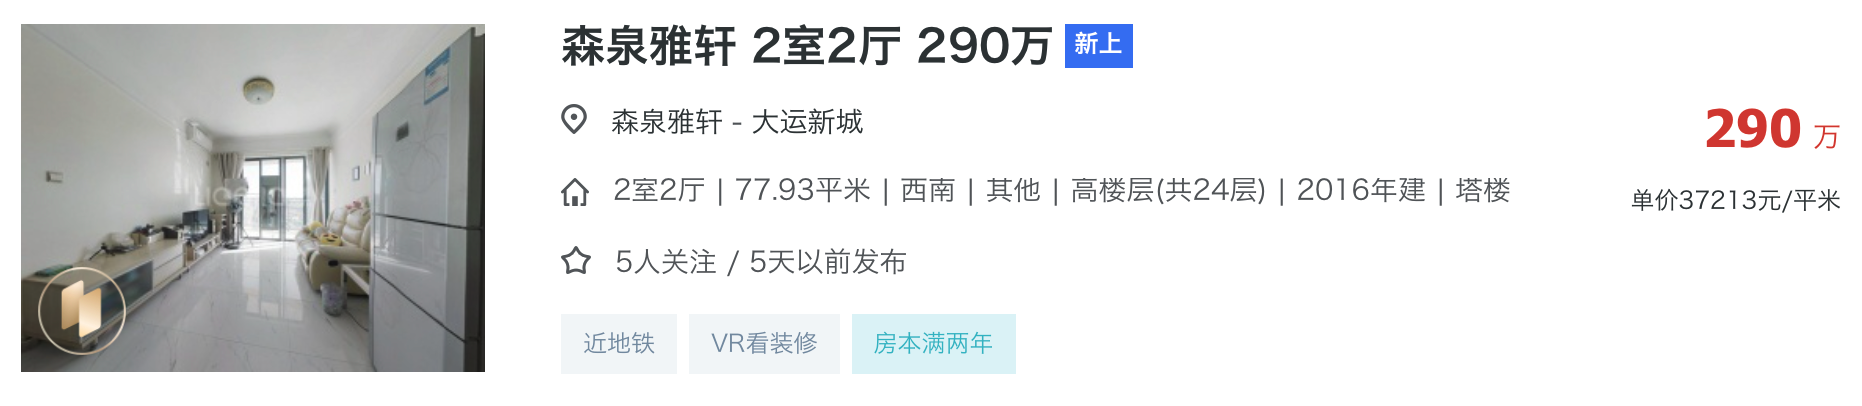 森泉雅轩 2室2厅 290万 新上
森泉雅轩 - 大运新城
290 万
2室2厅 | 77.93平米 | 西南 | 其他 | 高楼层(共24层) | 2016年建 | 塔楼
单价37213元/平米
5人关注 / 5天以前发布
近地铁 VR看装修 房本满两年